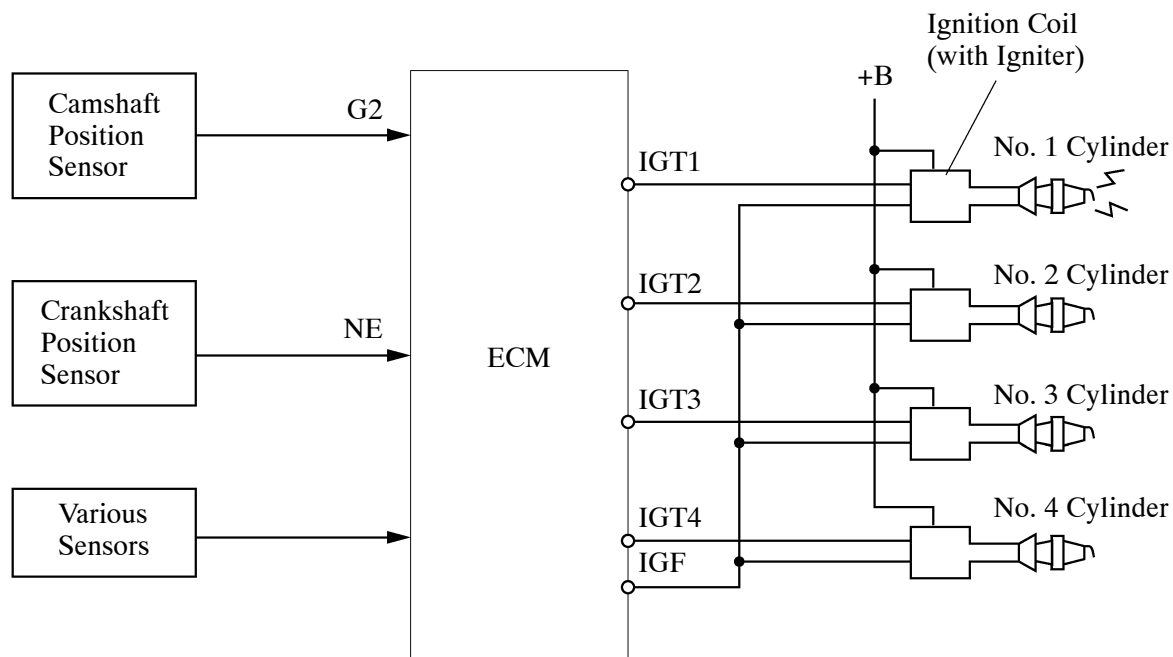 Ignition Coil
(with Igniter)
+B
Camshaft
Position
Sensor
G2
IGT1
No. 1 Cylinder
IGT2
No. 2 Cylinder
Crankshaft
Position
Sensor
NE
ECM
IGT3
No. 3 Cylinder
Various
Sensors
IGT4
No. 4 Cylinder
IGF